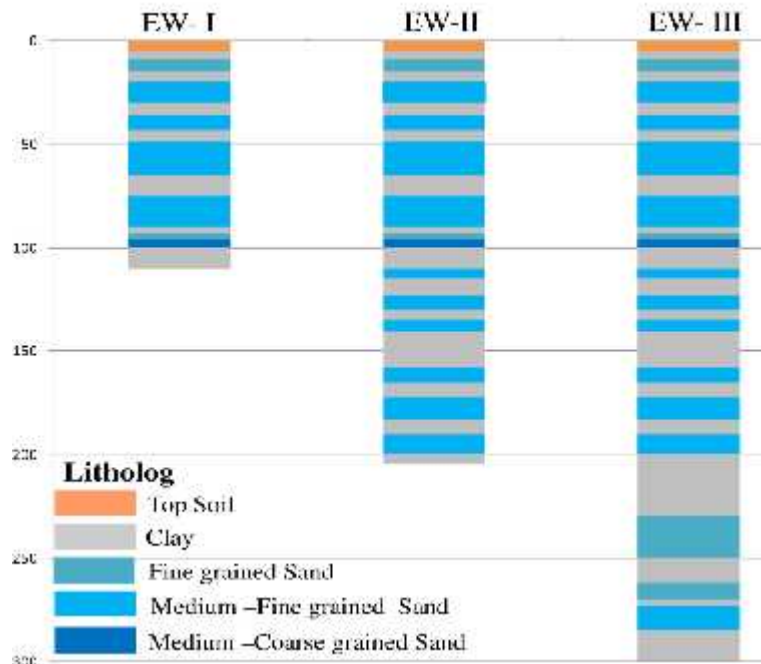 EW- I EW-II EW- III
0
50
100
150
200
250
300
Litholog
Top Soil
Clay
Fine grained Sand
Medium –Fine grained Sand
Medium –Coarse grained Sand